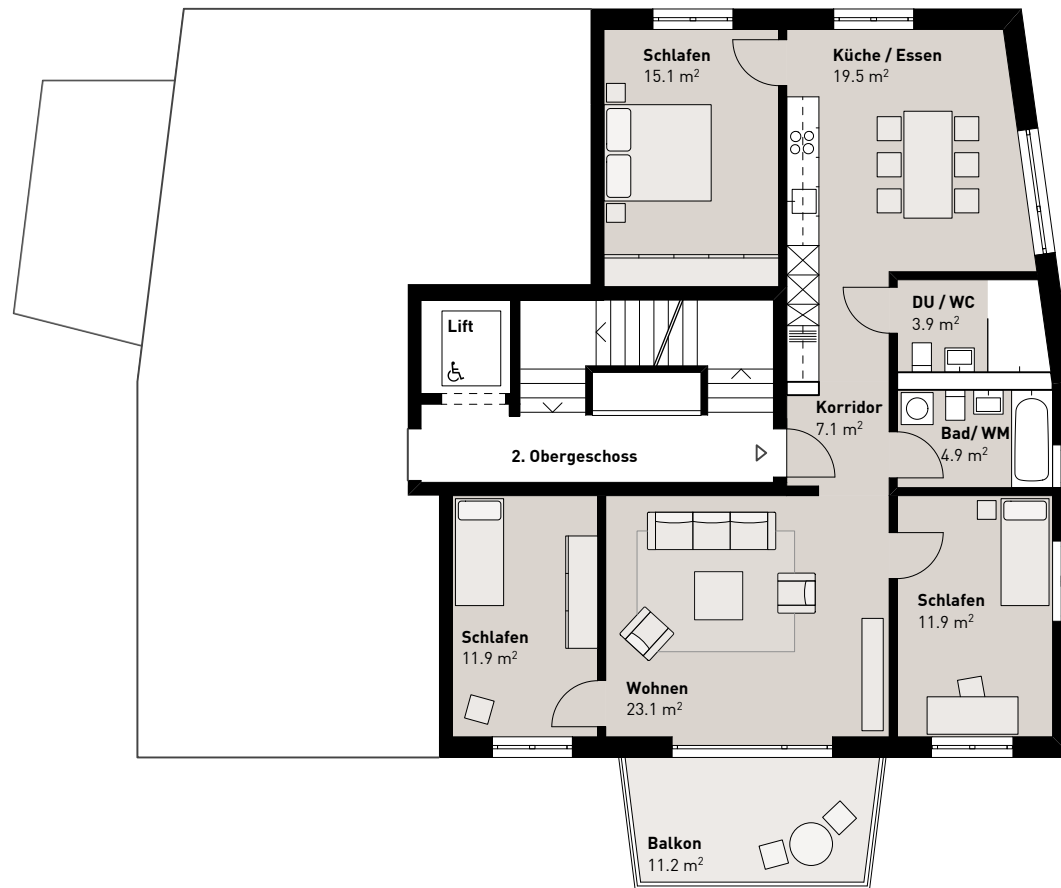 Schlafen
15.1 m²
Küche / Essen
19.5 m²
DU / WC
3.9 m²
Lift
Korridor
7.1 m²
Bad/ WM
4.9 m²
2. Obergeschoss
Schlafen
11.9 m²
Schlafen
11.9 m²
Wohnen
23.1 m²
Balkon
11.2 m²